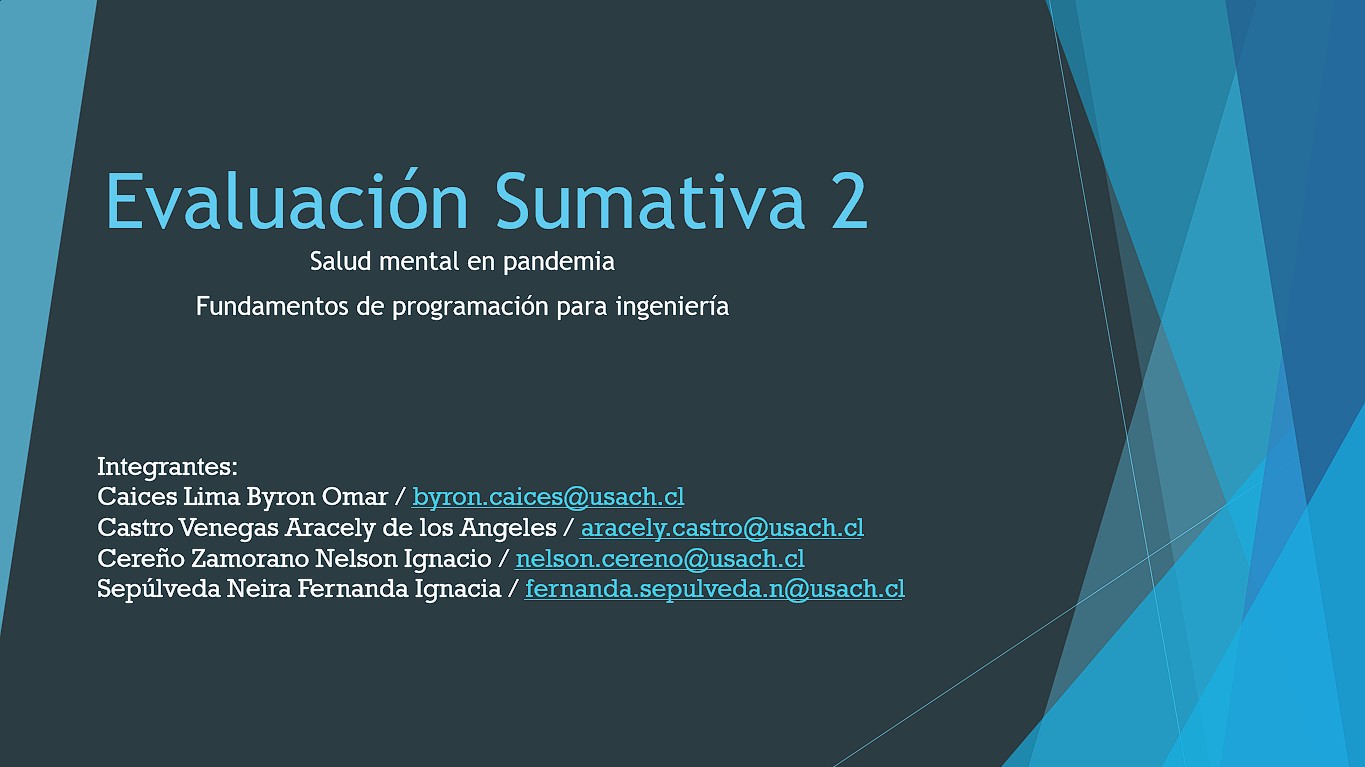 Evaluación Sumativa 2
Salud mental en pandemia
Fundamentos de programación para ingeniería
Integrantes:
Caices Lima Byron Omar / byron.caices@usach.cl
Castro Venegas Aracely de los Angeles / aracely.castro@usach.cl
Cereño Zamorano Nelson Ignacio / nelson.cereno@usach.cl
Sepúlveda Neira Fernanda Ignacia / fernanda.sepulveda.n@usach.cl